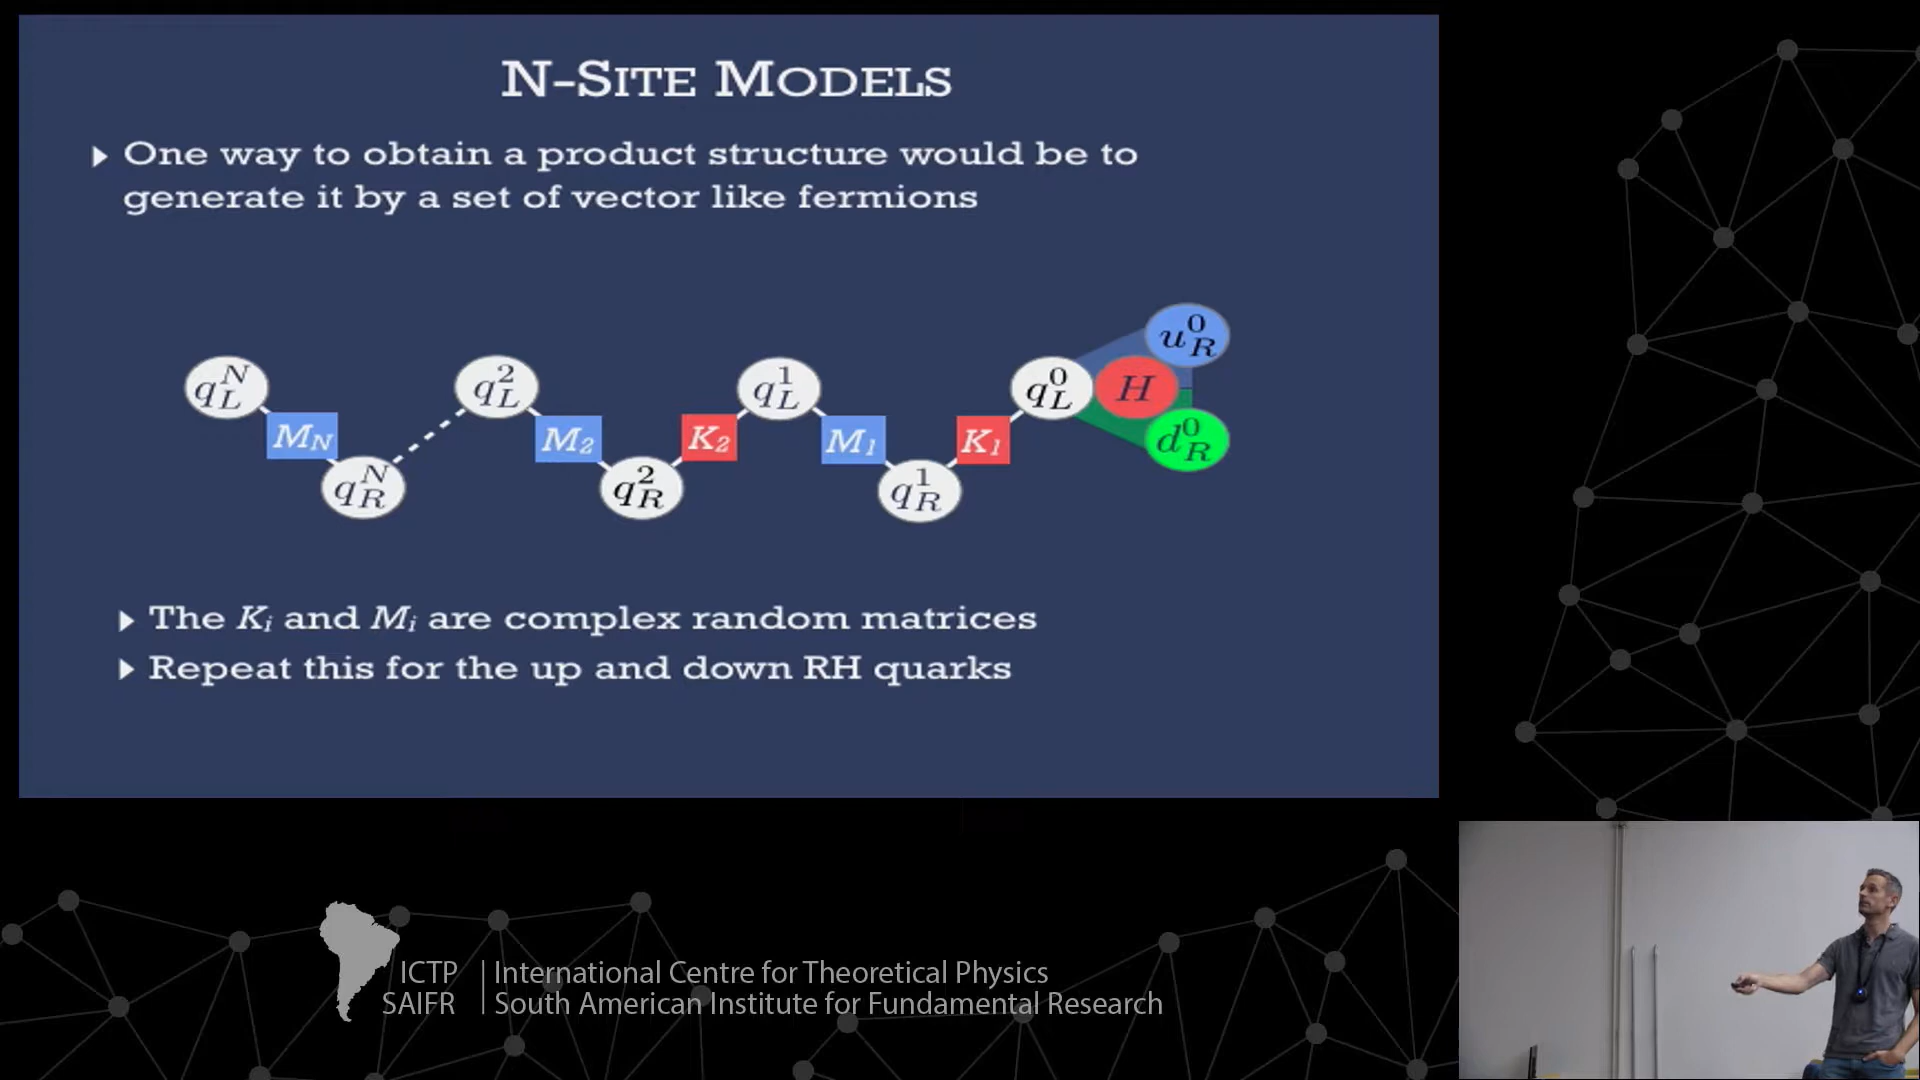 N-SITE MODELS
One way to obtain a product structure would be to
generate it by a set of vector like fermions
q_L^N M_N q_R^N q_L^2 M_2 q_R^2 K_2 q_L^1 M_1 q_R^1 K_1 q_L^0 H u_R^0 d_R^0
The K_i and M_i are complex random matrices
Repeat this for the up and down RH quarks
ICTP International Centre for Theoretical Physics
SAIFR South American Institute for Fundamental Research